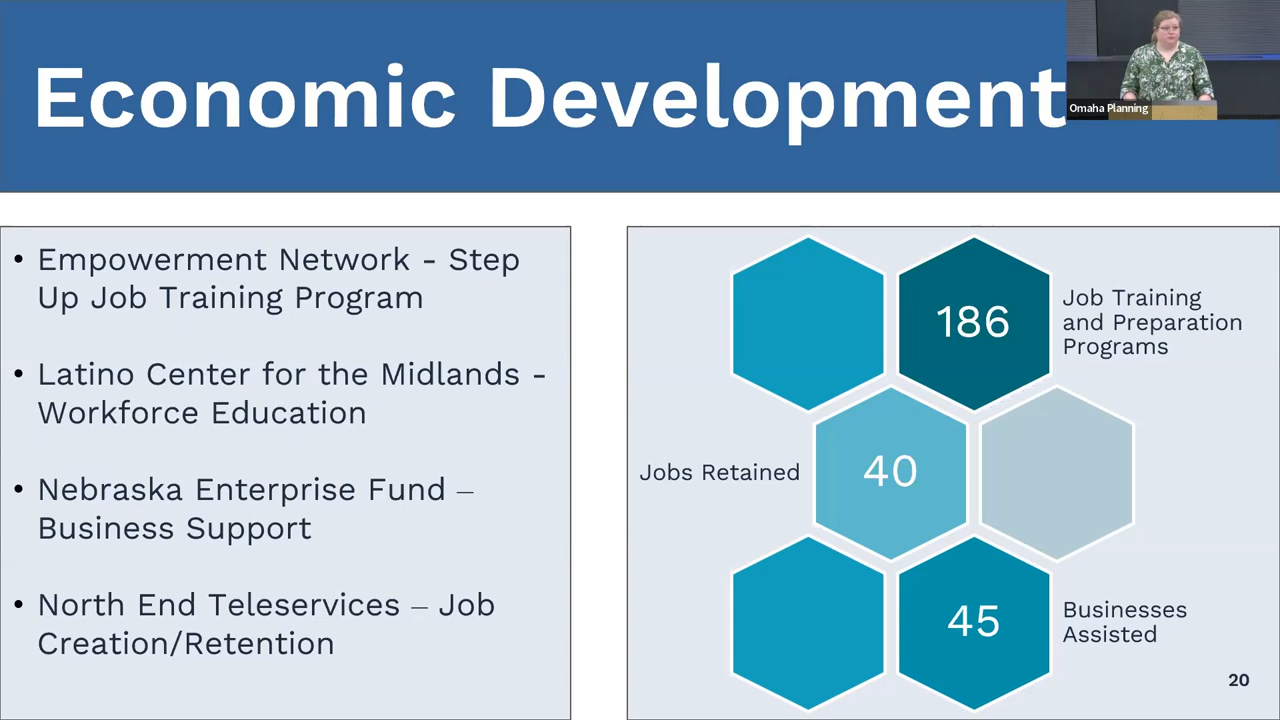 Economic Development
Omaha Planning
• Empowerment Network - Step
Up Job Training Program
• Latino Center for the Midlands -
Workforce Education
• Nebraska Enterprise Fund –
Business Support
• North End Teleservices – Job
Creation/Retention
186
Job Training
and Preparation
Programs
Jobs Retained
40
45
Businesses
Assisted
20